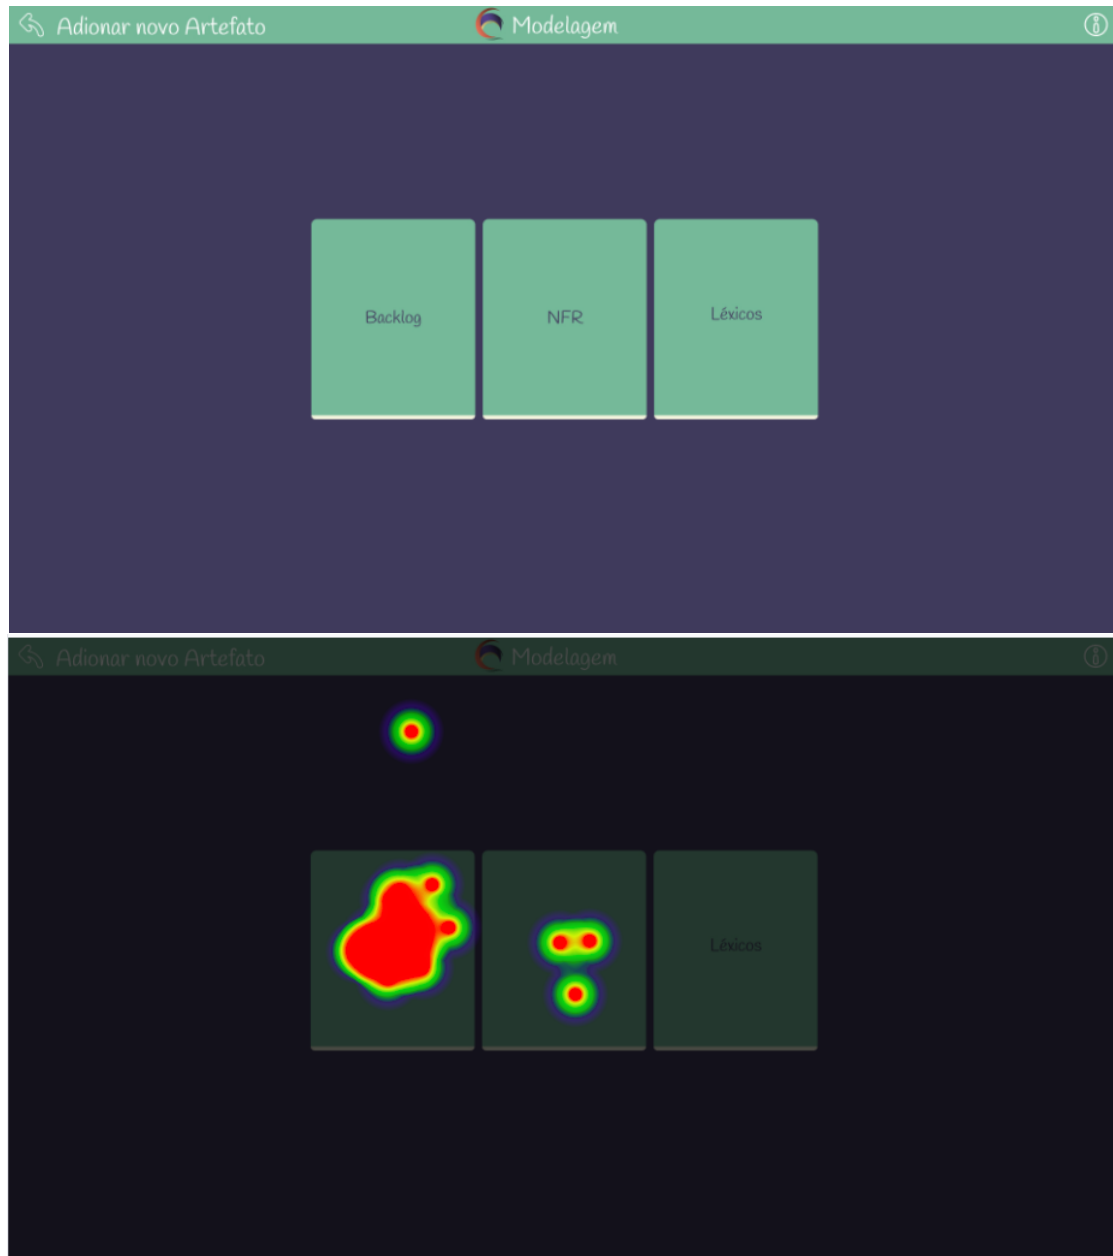 Adionar novo Artefato
Modelagem
Backlog
NFR
Léxicos
Adionar novo Artefato
Modelagem
Léxicos